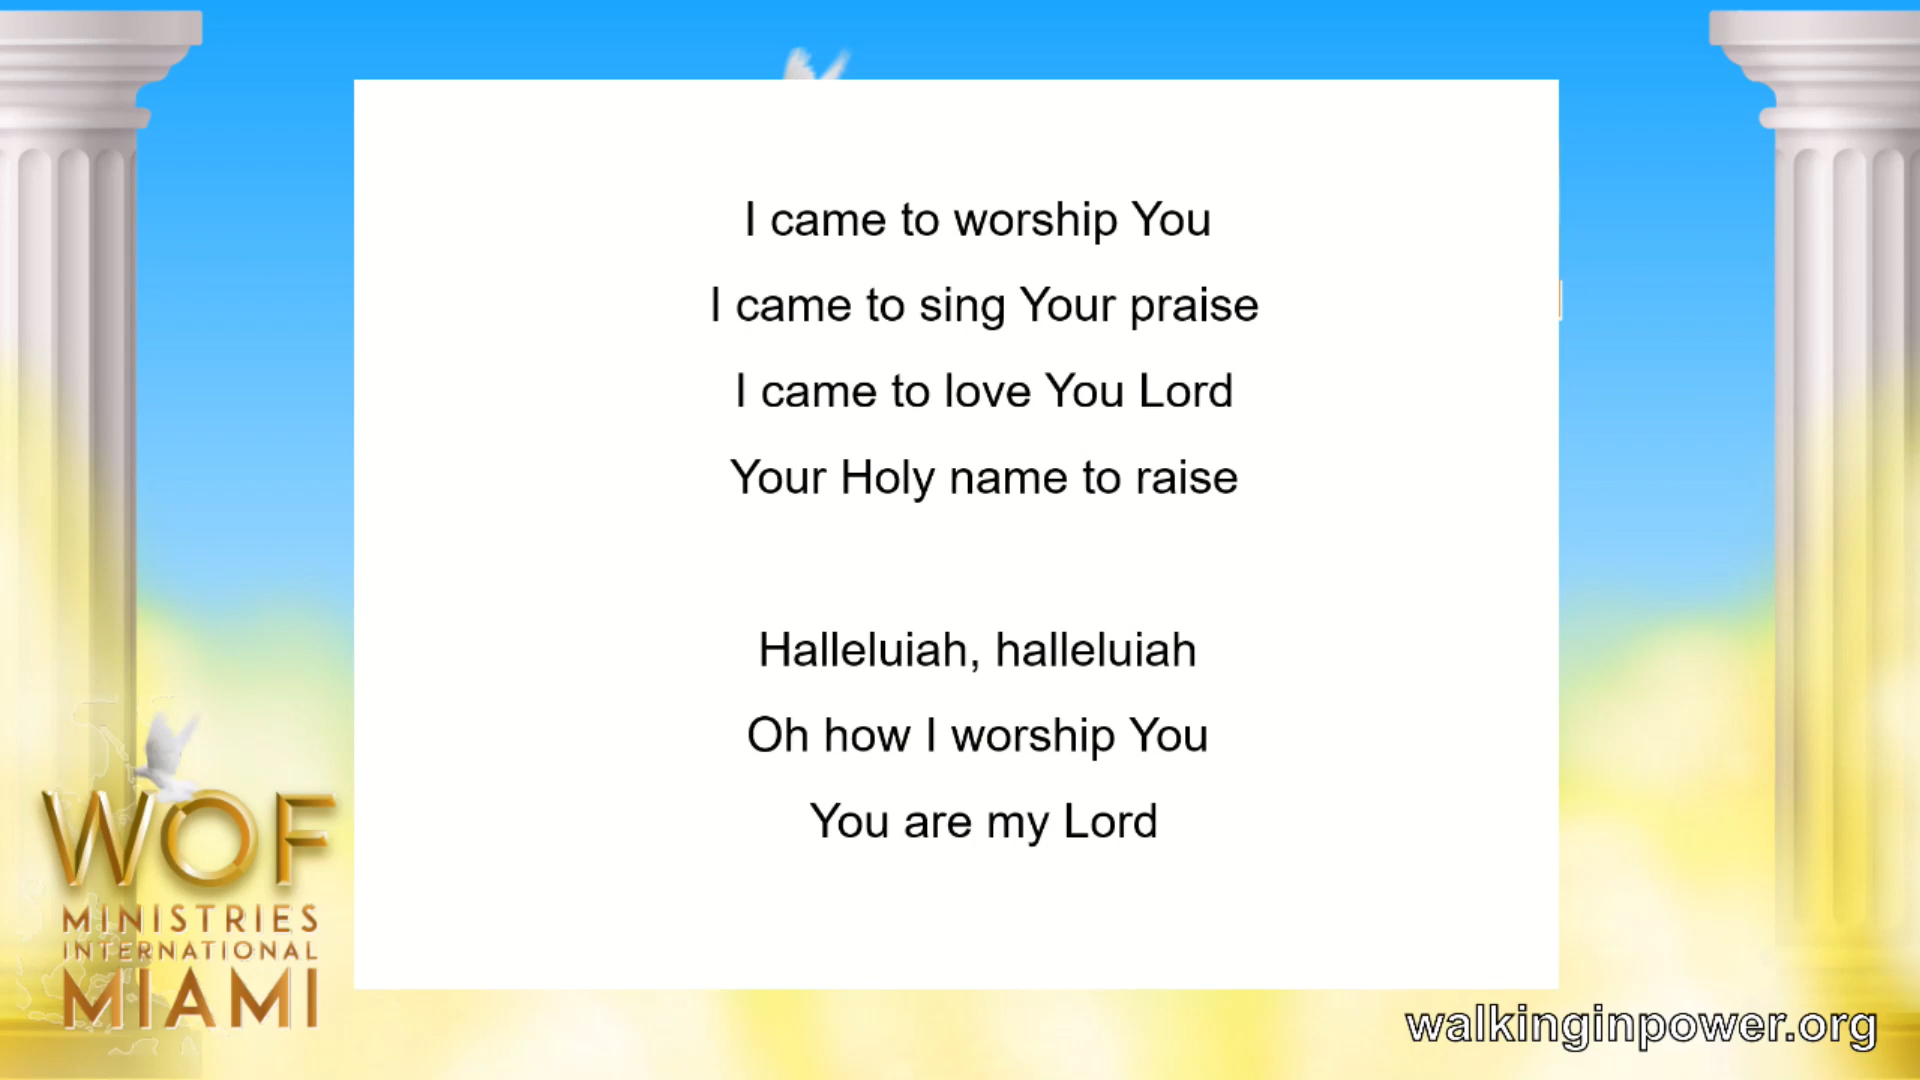 I came to worship You
I came to sing Your praise
I came to love You Lord
Your Holy name to raise
Halleluiah, halleluiah
Oh how I worship You
You are my Lord
WOF
MINISTRIES
INTERNATIONAL
MIAMI
walkinginpower.org